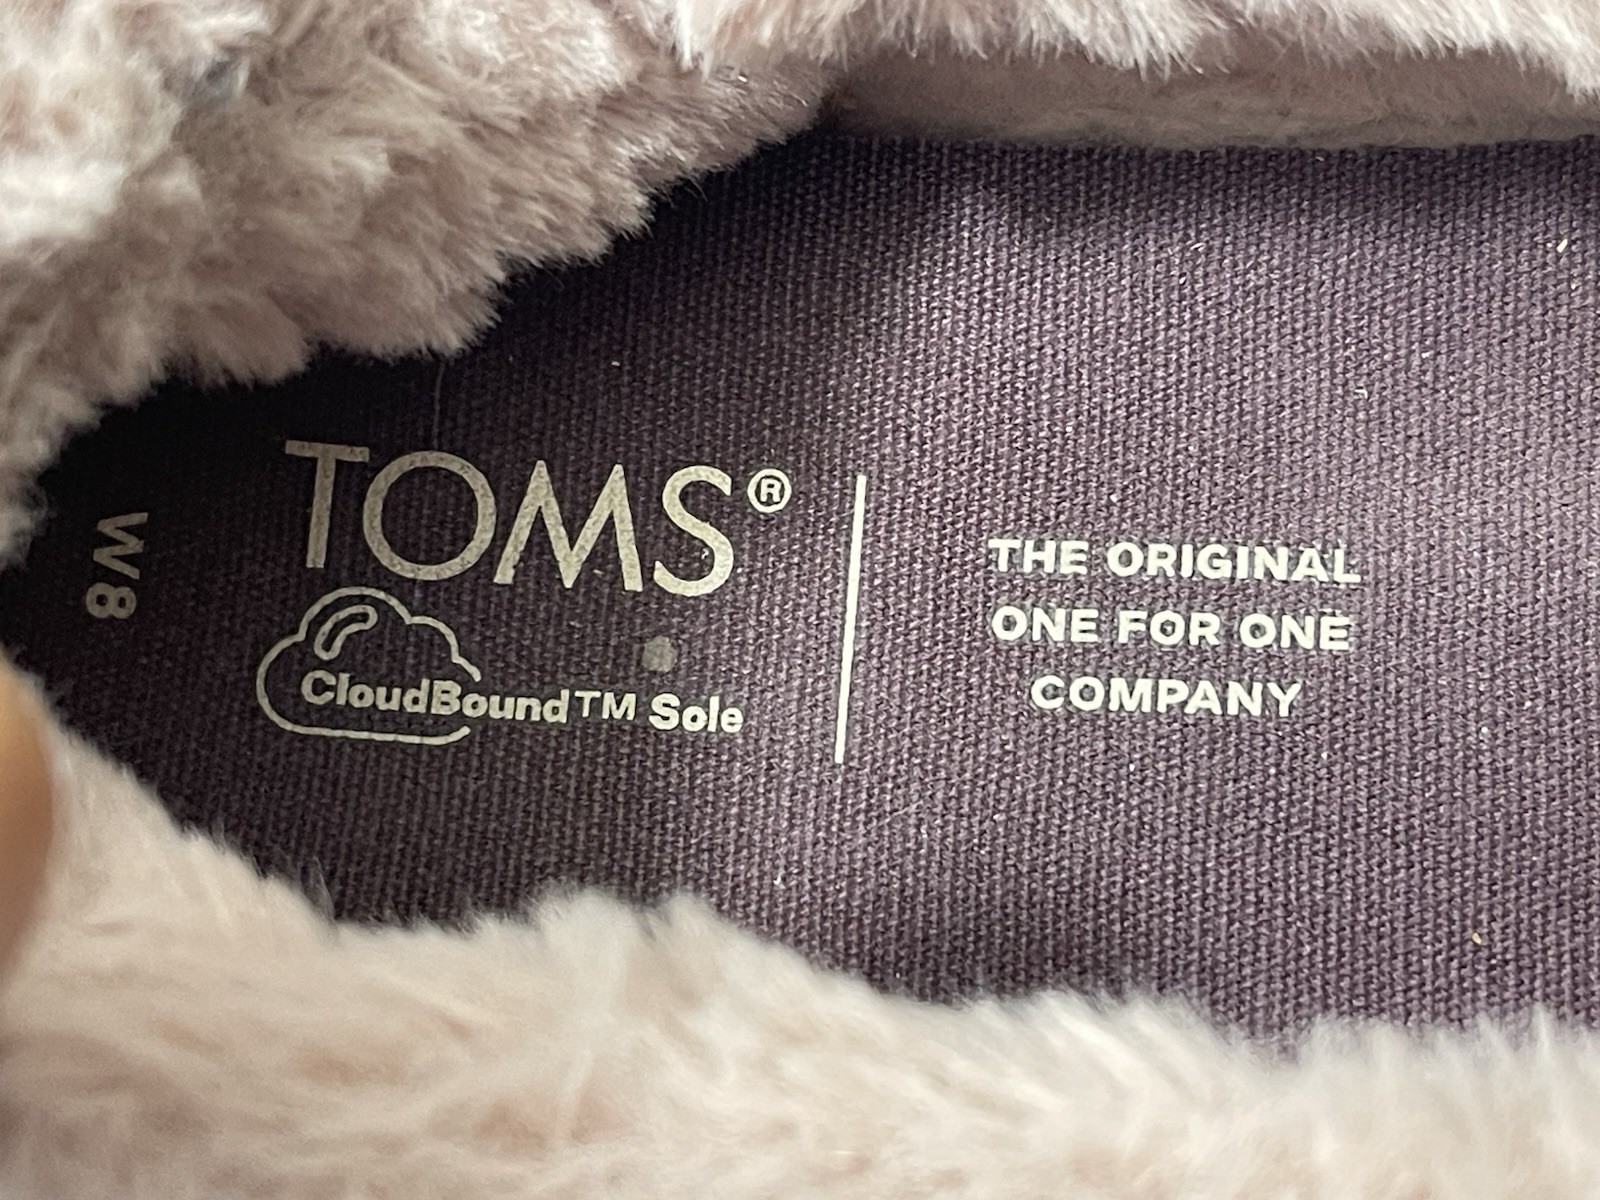 W8
TOMS®
CloudBound™ Sole
THE ORIGINAL
ONE FOR ONE
COMPANY